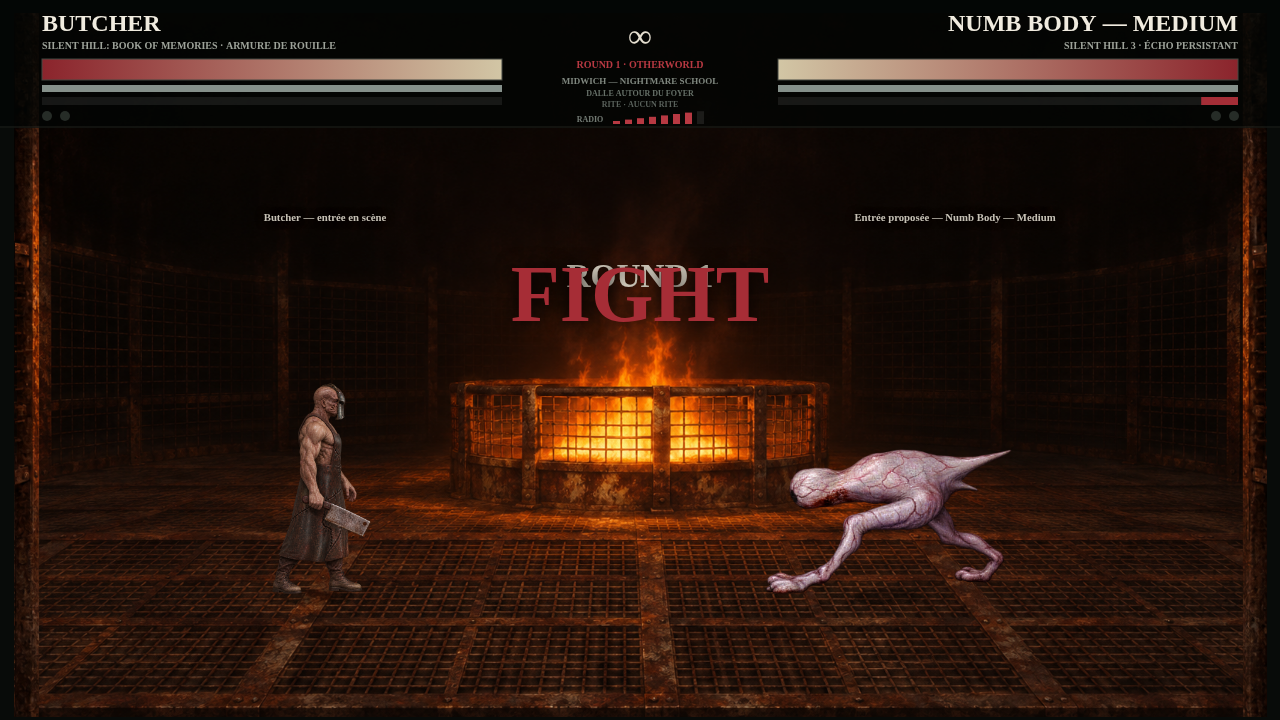 BUTCHER
SILENT HILL: BOOK OF MEMORIES · ARMURE DE ROUILLE
∞
ROUND 1 · OTHERWORLD
MIDWICH — NIGHTMARE SCHOOL
DALLE AUTOUR DU FOYER
RITE · AUCUN RITE
RADIO
NUMB BODY — MEDIUM
SILENT HILL 3 · ÉCHO PERSISTANT
Butcher — entrée en scène
Entrée proposée — Numb Body — Medium
ROUND 1
FIGHT